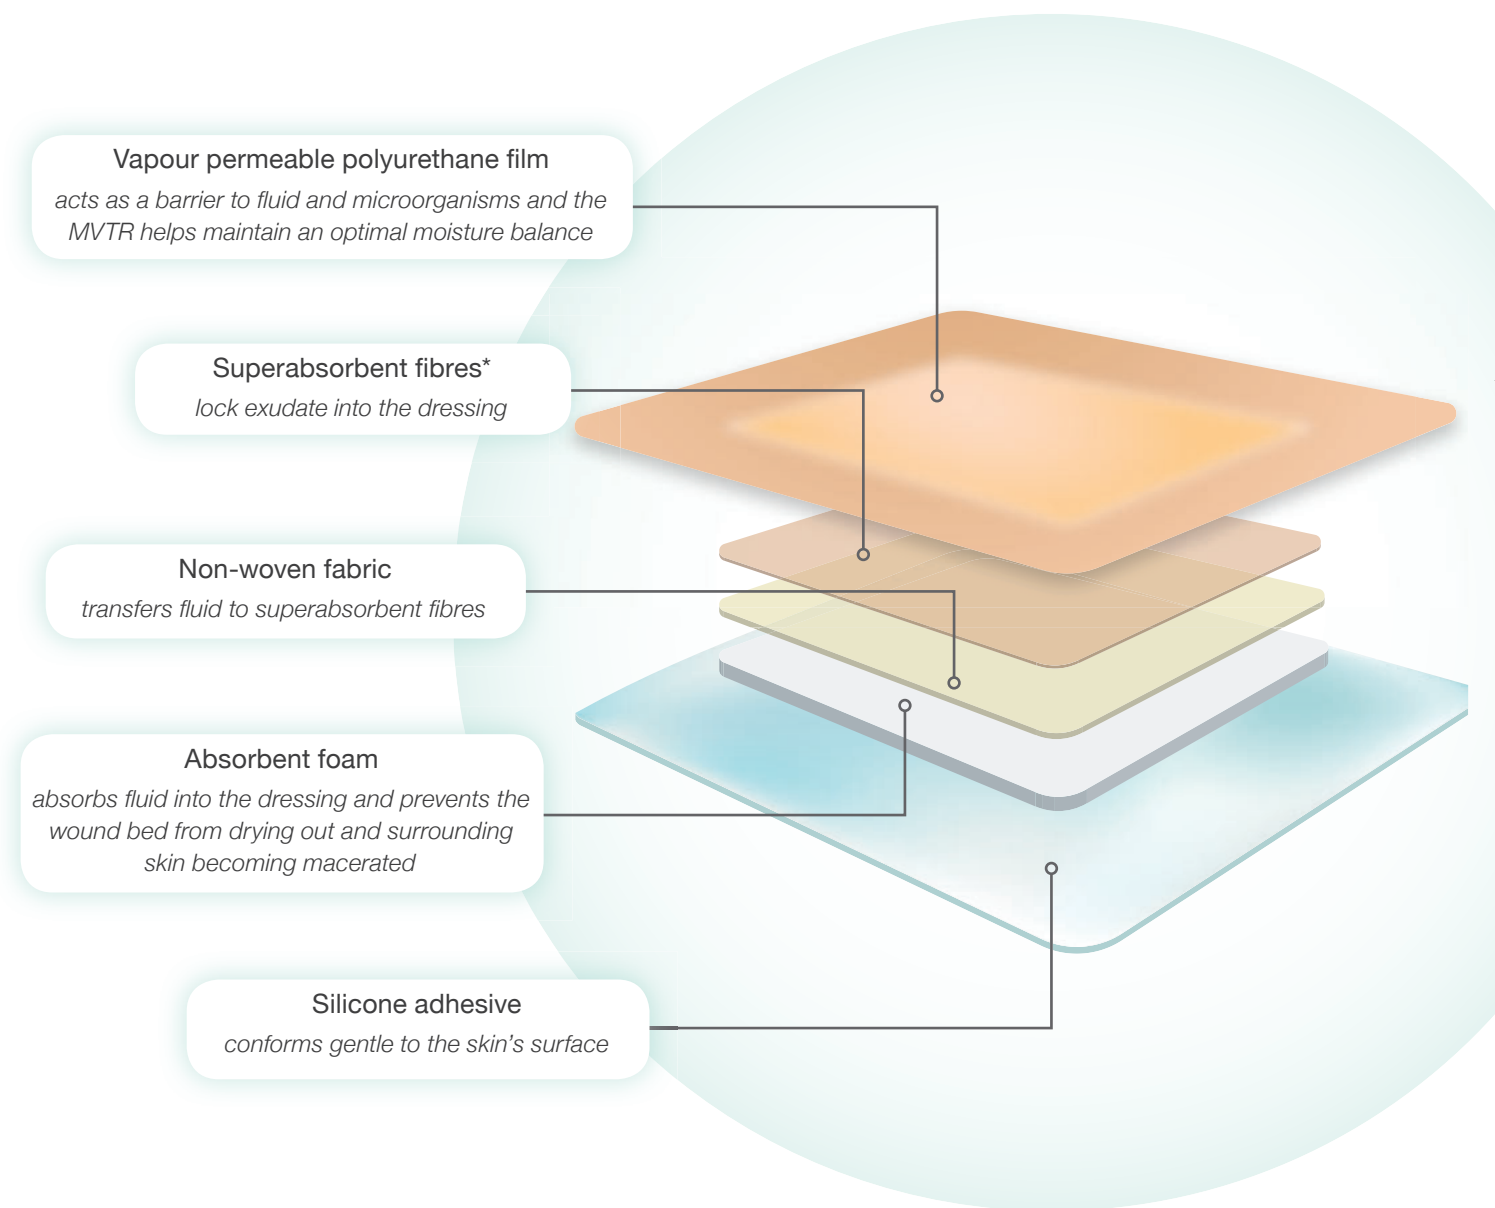 Vapour permeable polyurethane film
acts as a barrier to fluid and microorganisms and the
MVTR helps maintain an optimal moisture balance
Superabsorbent fibres*
lock exudate into the dressing
Non-woven fabric
transfers fluid to superabsorbent fibres
Absorbent foam
absorbs fluid into the dressing and prevents the
wound bed from drying out and surrounding
skin becoming macerated
Silicone adhesive
conforms gentle to the skin’s surface